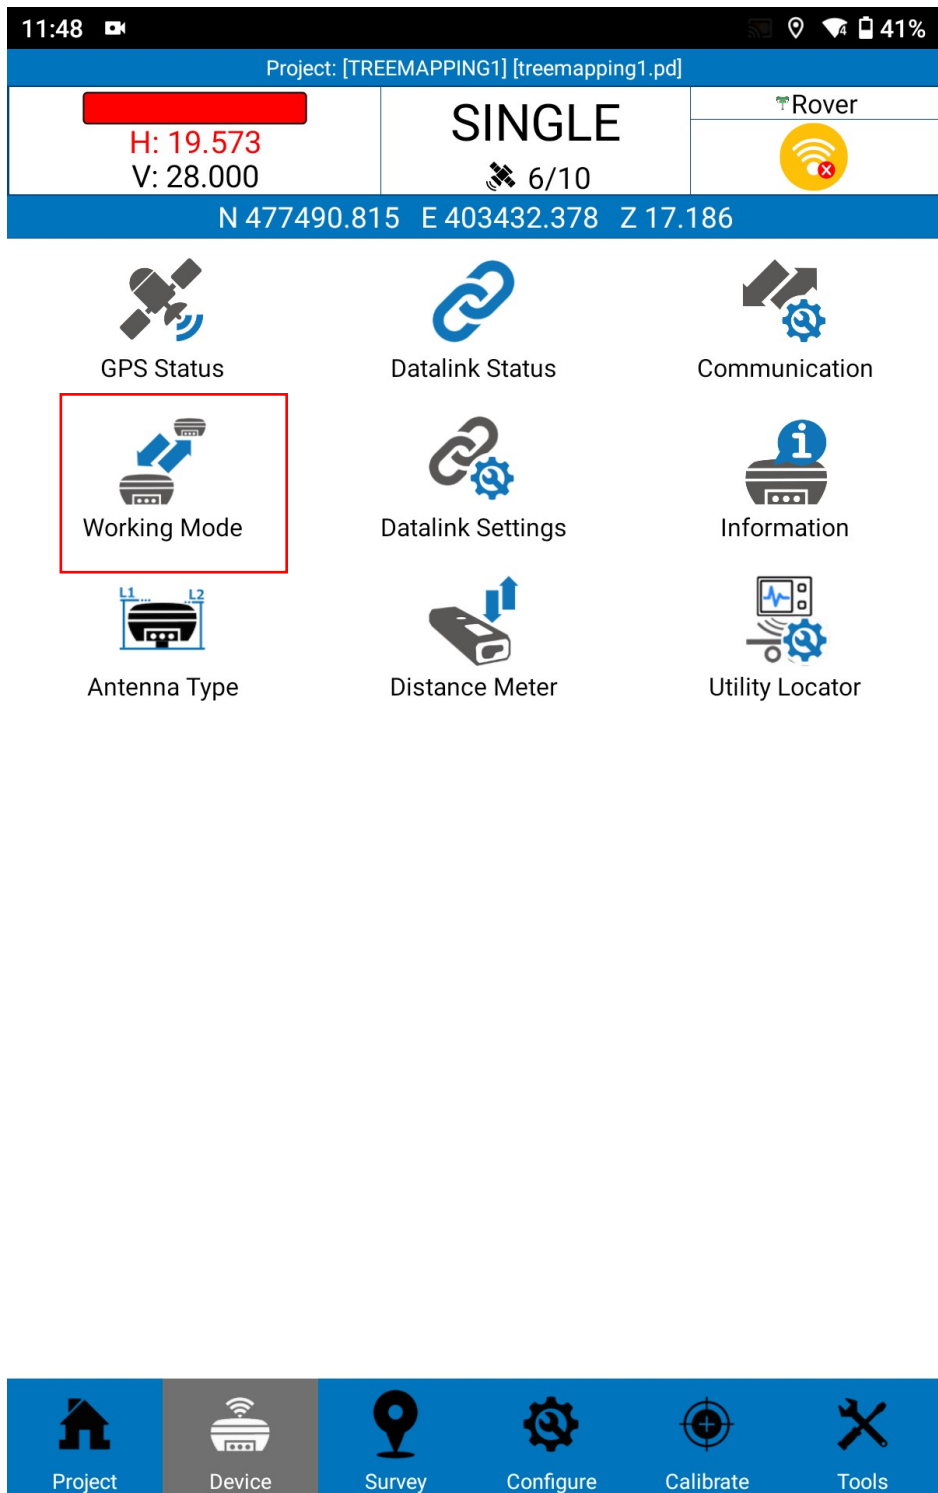 11:48 4 41%
Project: [TREEMAPPING1] [treemapping1.pd]
H: 19.573
V: 28.000
SINGLE
6/10
Rover
N 477490.815 E 403432.378 Z 17.186
GPS Status Datalink Status Communication
Working Mode Datalink Settings Information
L1 L2
Antenna Type Distance Meter Utility Locator
Project Device Survey Configure Calibrate Tools